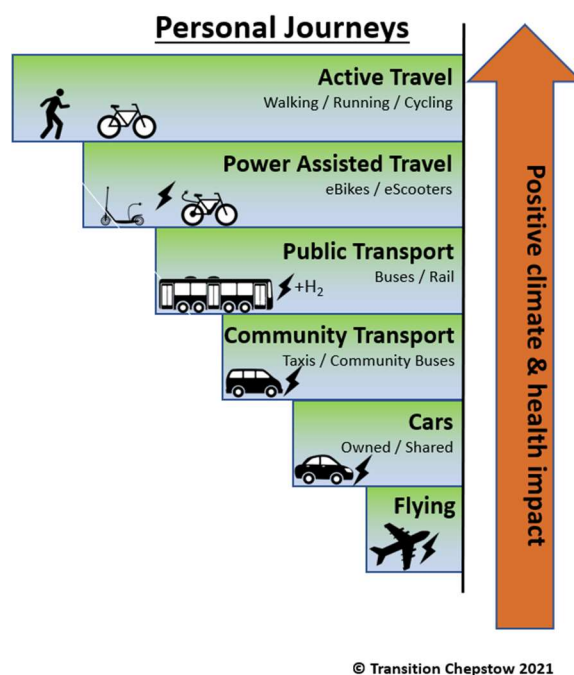 Personal Journeys
Active Travel
Walking / Running / Cycling
Power Assisted Travel
eBikes / eScooters
Public Transport
Buses / Rail
+H₂
Community Transport
Taxis / Community Buses
Cars
Owned / Shared
Flying
Positive climate & health impact
© Transition Chepstow 2021